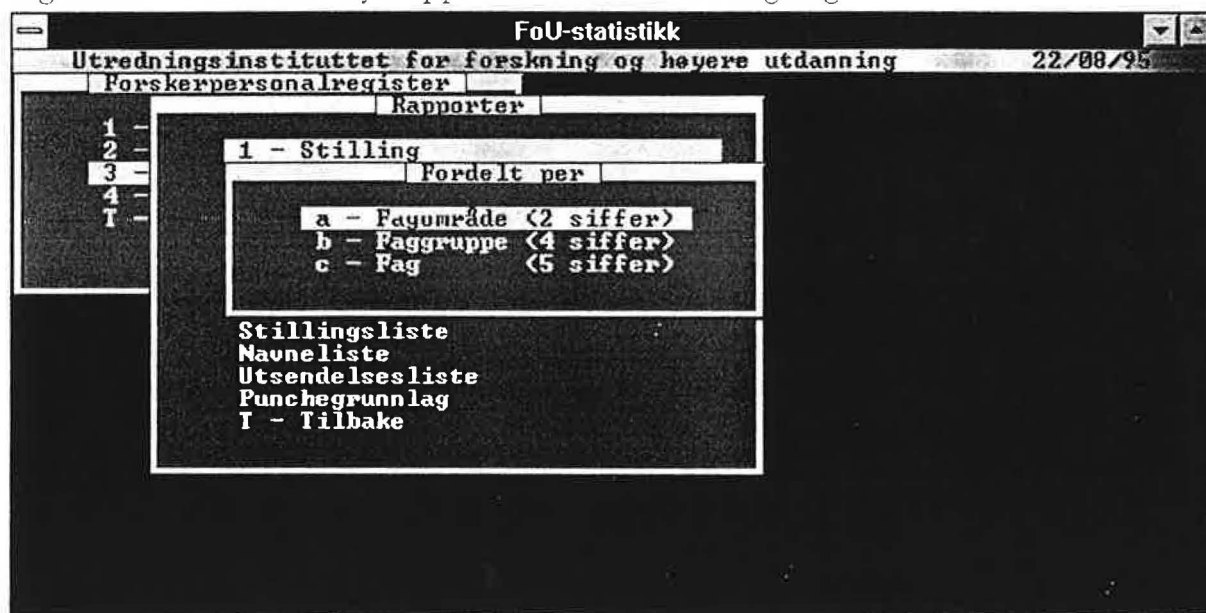 FoU-statistikk
Utredningsinstituttet for forskning og høyere utdanning 22/08/95
Forskerpersonalregister
Rapporter
1 -
2 -
3 -
4 -
T -
1 - Stilling
Fordelt per
a - Fagområde (2 siffer)
b - Faggruppe (4 siffer)
c - Fag (5 siffer)
Stillingsliste
Navneliste
Utsendelsesliste
Punchegrunnlag
T - Tilbake